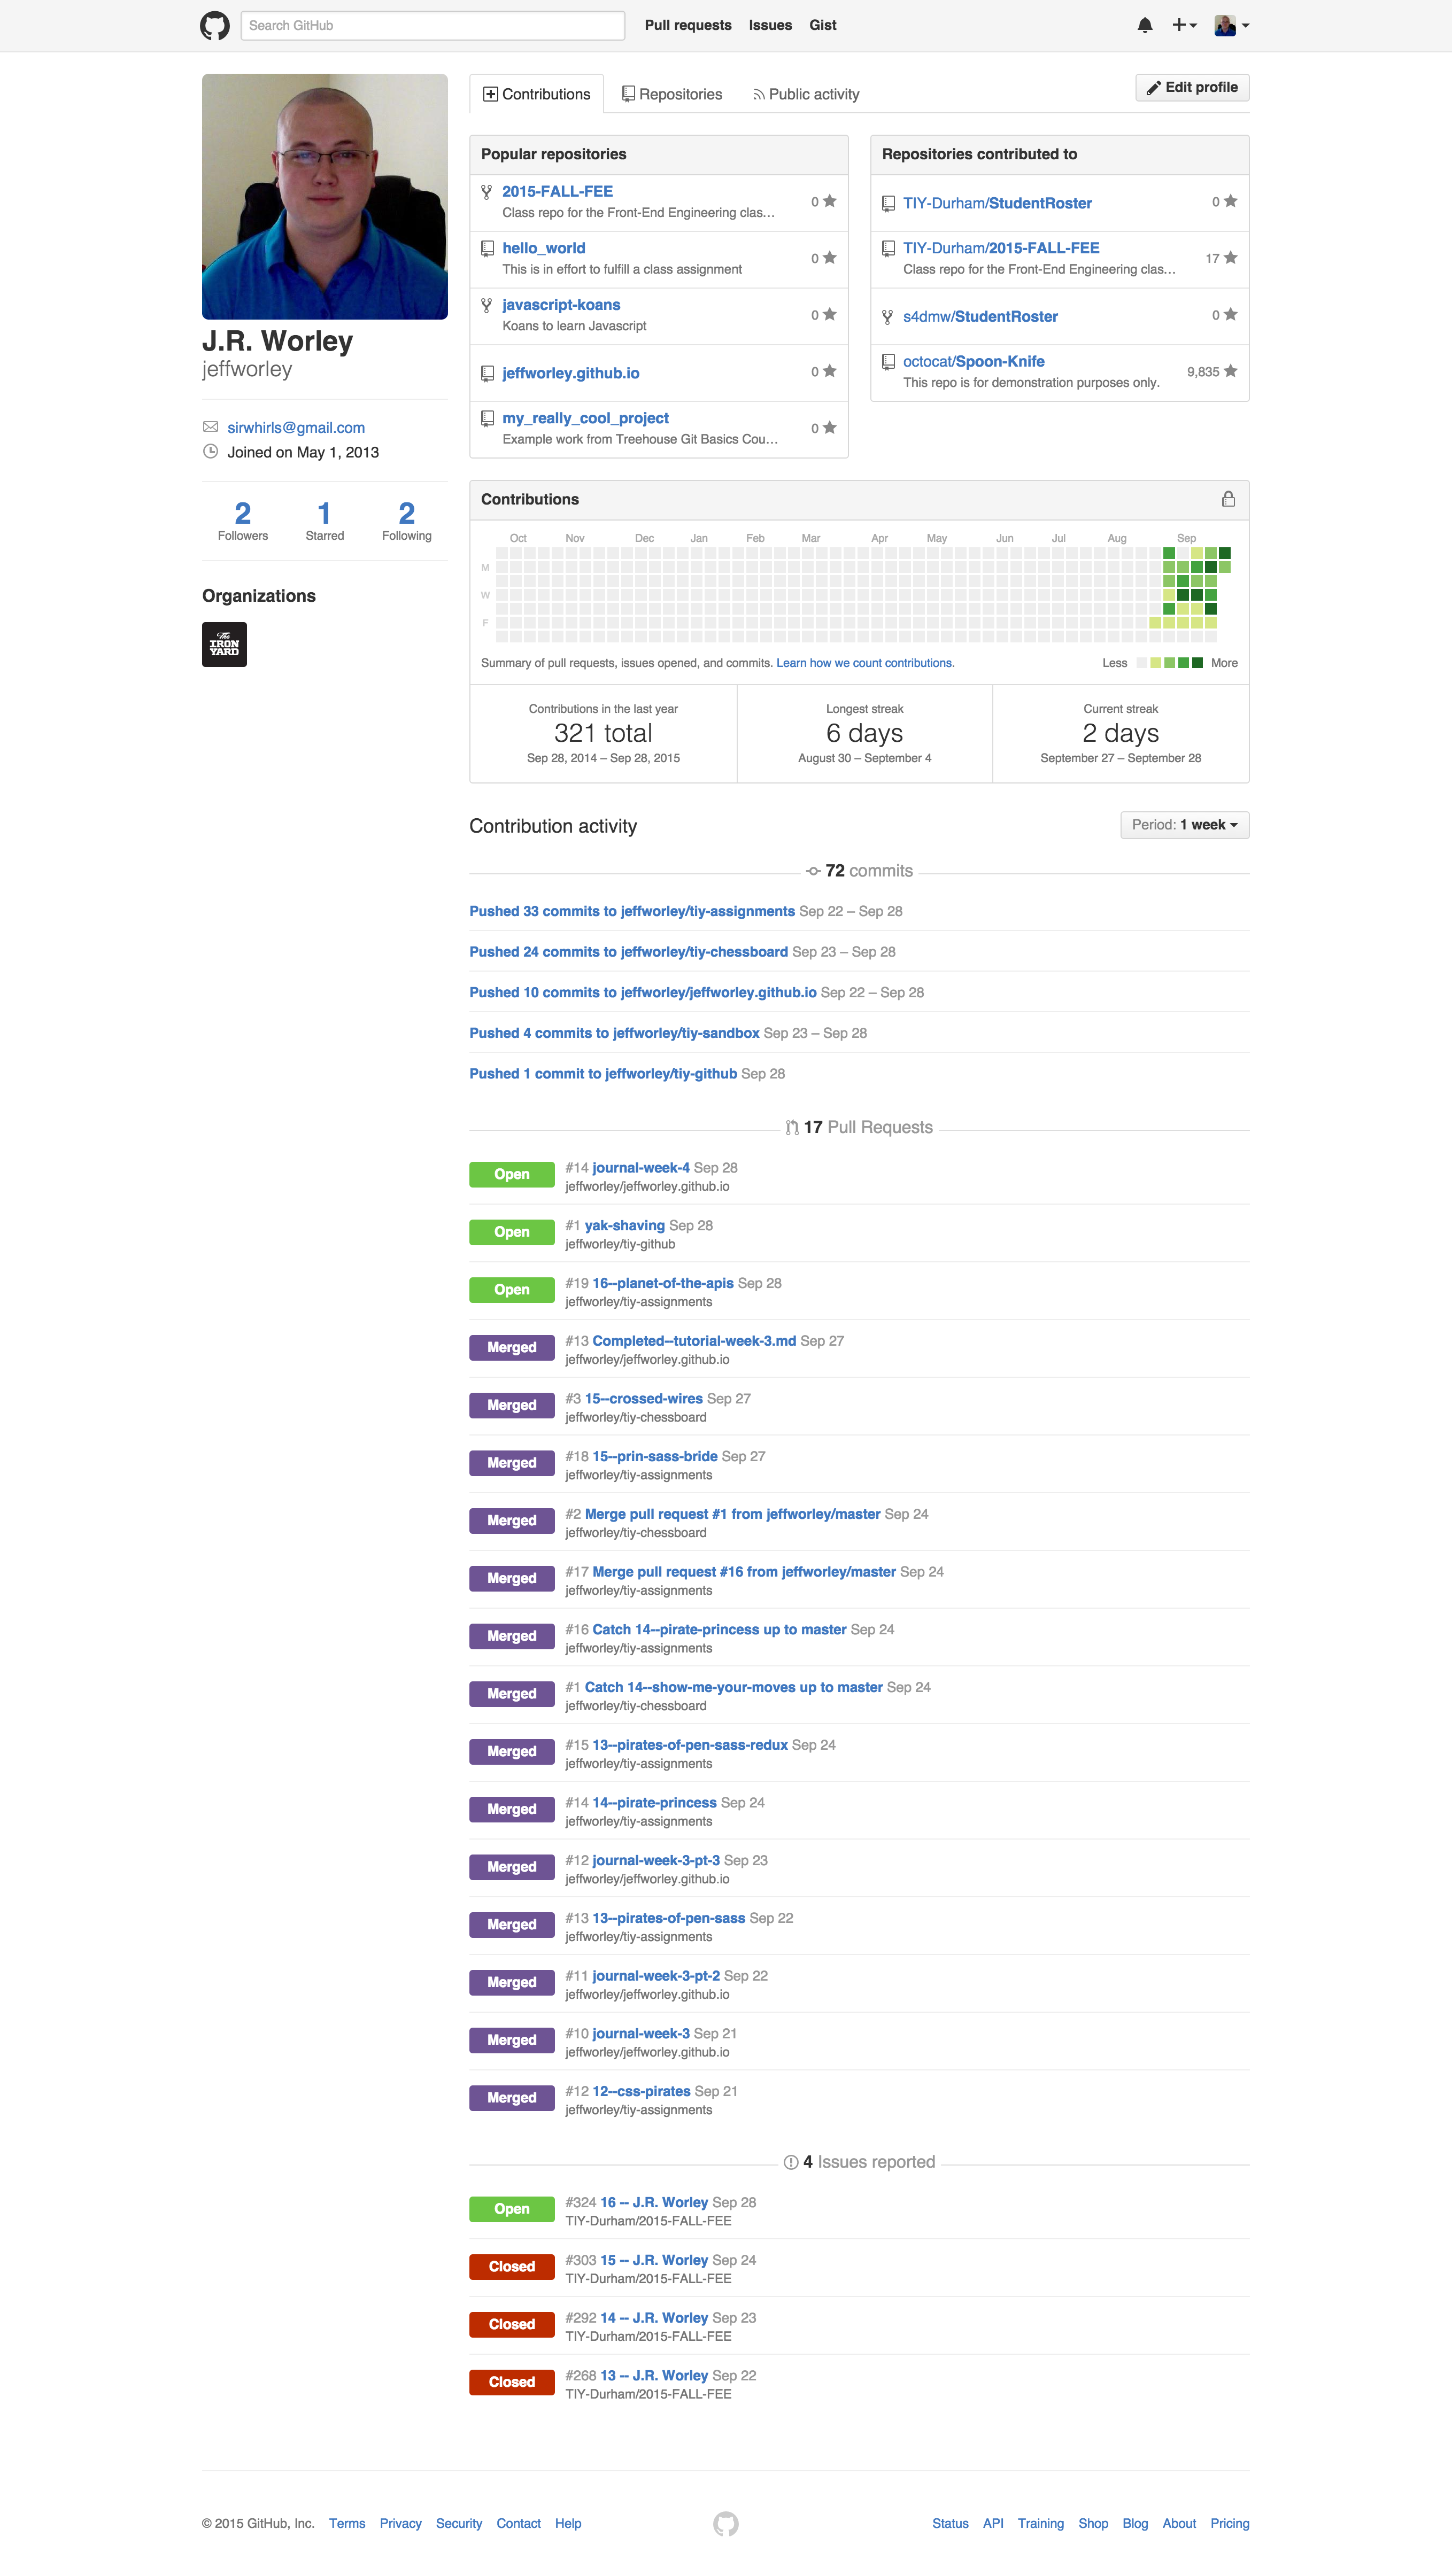 Search GitHub
Pull requests Issues Gist
Contributions Repositories Public activity
Edit profile
J.R. Worley
jeffworley
sirwhirls@gmail.com
Joined on May 1, 2013
2 1 2
Followers Starred Following
Organizations
The
IRON
YARD
Popular repositories
2015-FALL-FEE
Class repo for the Front-End Engineering clas…
0
hello_world
This is in effort to fulfill a class assignment
0
javascript-koans
Koans to learn Javascript
0
jeffworley.github.io
0
my_really_cool_project
Example work from Treehouse Git Basics Cou…
0
Repositories contributed to
TIY-Durham/StudentRoster
0
TIY-Durham/2015-FALL-FEE
Class repo for the Front-End Engineering clas…
17
s4dmw/StudentRoster
0
octocat/Spoon-Knife
This repo is for demonstration purposes only.
9,835
Contributions
Oct Nov Dec Jan Feb Mar Apr May Jun Jul Aug Sep
M
W
F
Summary of pull requests, issues opened, and commits. Learn how we count contributions.
Less More
Contributions in the last year
321 total
Sep 28, 2014 – Sep 28, 2015
Longest streak
6 days
August 30 – September 4
Current streak
2 days
September 27 – September 28
Contribution activity
Period: 1 week
72 commits
Pushed 33 commits to jeffworley/tiy-assignments Sep 22 – Sep 28
Pushed 24 commits to jeffworley/tiy-chessboard Sep 23 – Sep 28
Pushed 10 commits to jeffworley/jeffworley.github.io Sep 22 – Sep 28
Pushed 4 commits to jeffworley/tiy-sandbox Sep 23 – Sep 28
Pushed 1 commit to jeffworley/tiy-github Sep 28
17 Pull Requests
Open
#14 journal-week-4 Sep 28
jeffworley/jeffworley.github.io
Open
#1 yak-shaving Sep 28
jeffworley/tiy-github
Open
#19 16--planet-of-the-apis Sep 28
jeffworley/tiy-assignments
Merged
#13 Completed--tutorial-week-3.md Sep 27
jeffworley/jeffworley.github.io
Merged
#3 15--crossed-wires Sep 27
jeffworley/tiy-chessboard
Merged
#18 15--prin-sass-bride Sep 27
jeffworley/tiy-assignments
Merged
#2 Merge pull request #1 from jeffworley/master Sep 24
jeffworley/tiy-chessboard
Merged
#17 Merge pull request #16 from jeffworley/master Sep 24
jeffworley/tiy-assignments
Merged
#16 Catch 14--pirate-princess up to master Sep 24
jeffworley/tiy-assignments
Merged
#1 Catch 14--show-me-your-moves up to master Sep 24
jeffworley/tiy-chessboard
Merged
#15 13--pirates-of-pen-sass-redux Sep 24
jeffworley/tiy-assignments
Merged
#14 14--pirate-princess Sep 24
jeffworley/tiy-assignments
Merged
#12 journal-week-3-pt-3 Sep 23
jeffworley/jeffworley.github.io
Merged
#13 13--pirates-of-pen-sass Sep 22
jeffworley/tiy-assignments
Merged
#11 journal-week-3-pt-2 Sep 22
jeffworley/jeffworley.github.io
Merged
#10 journal-week-3 Sep 21
jeffworley/jeffworley.github.io
Merged
#12 12--css-pirates Sep 21
jeffworley/tiy-assignments
4 Issues reported
Open
#324 16 -- J.R. Worley Sep 28
TIY-Durham/2015-FALL-FEE
Closed
#303 15 -- J.R. Worley Sep 24
TIY-Durham/2015-FALL-FEE
Closed
#292 14 -- J.R. Worley Sep 23
TIY-Durham/2015-FALL-FEE
Closed
#268 13 -- J.R. Worley Sep 22
TIY-Durham/2015-FALL-FEE
© 2015 GitHub, Inc. Terms Privacy Security Contact Help
Status API Training Shop Blog About Pricing